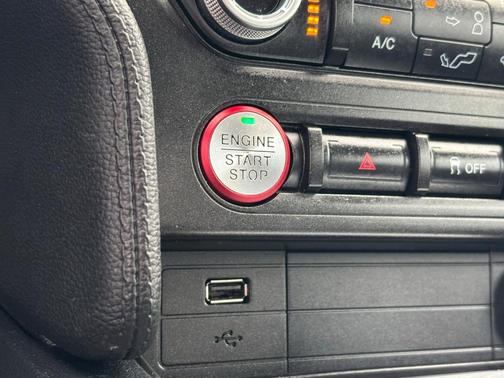 A/C
ENGINE
START
STOP
OFF